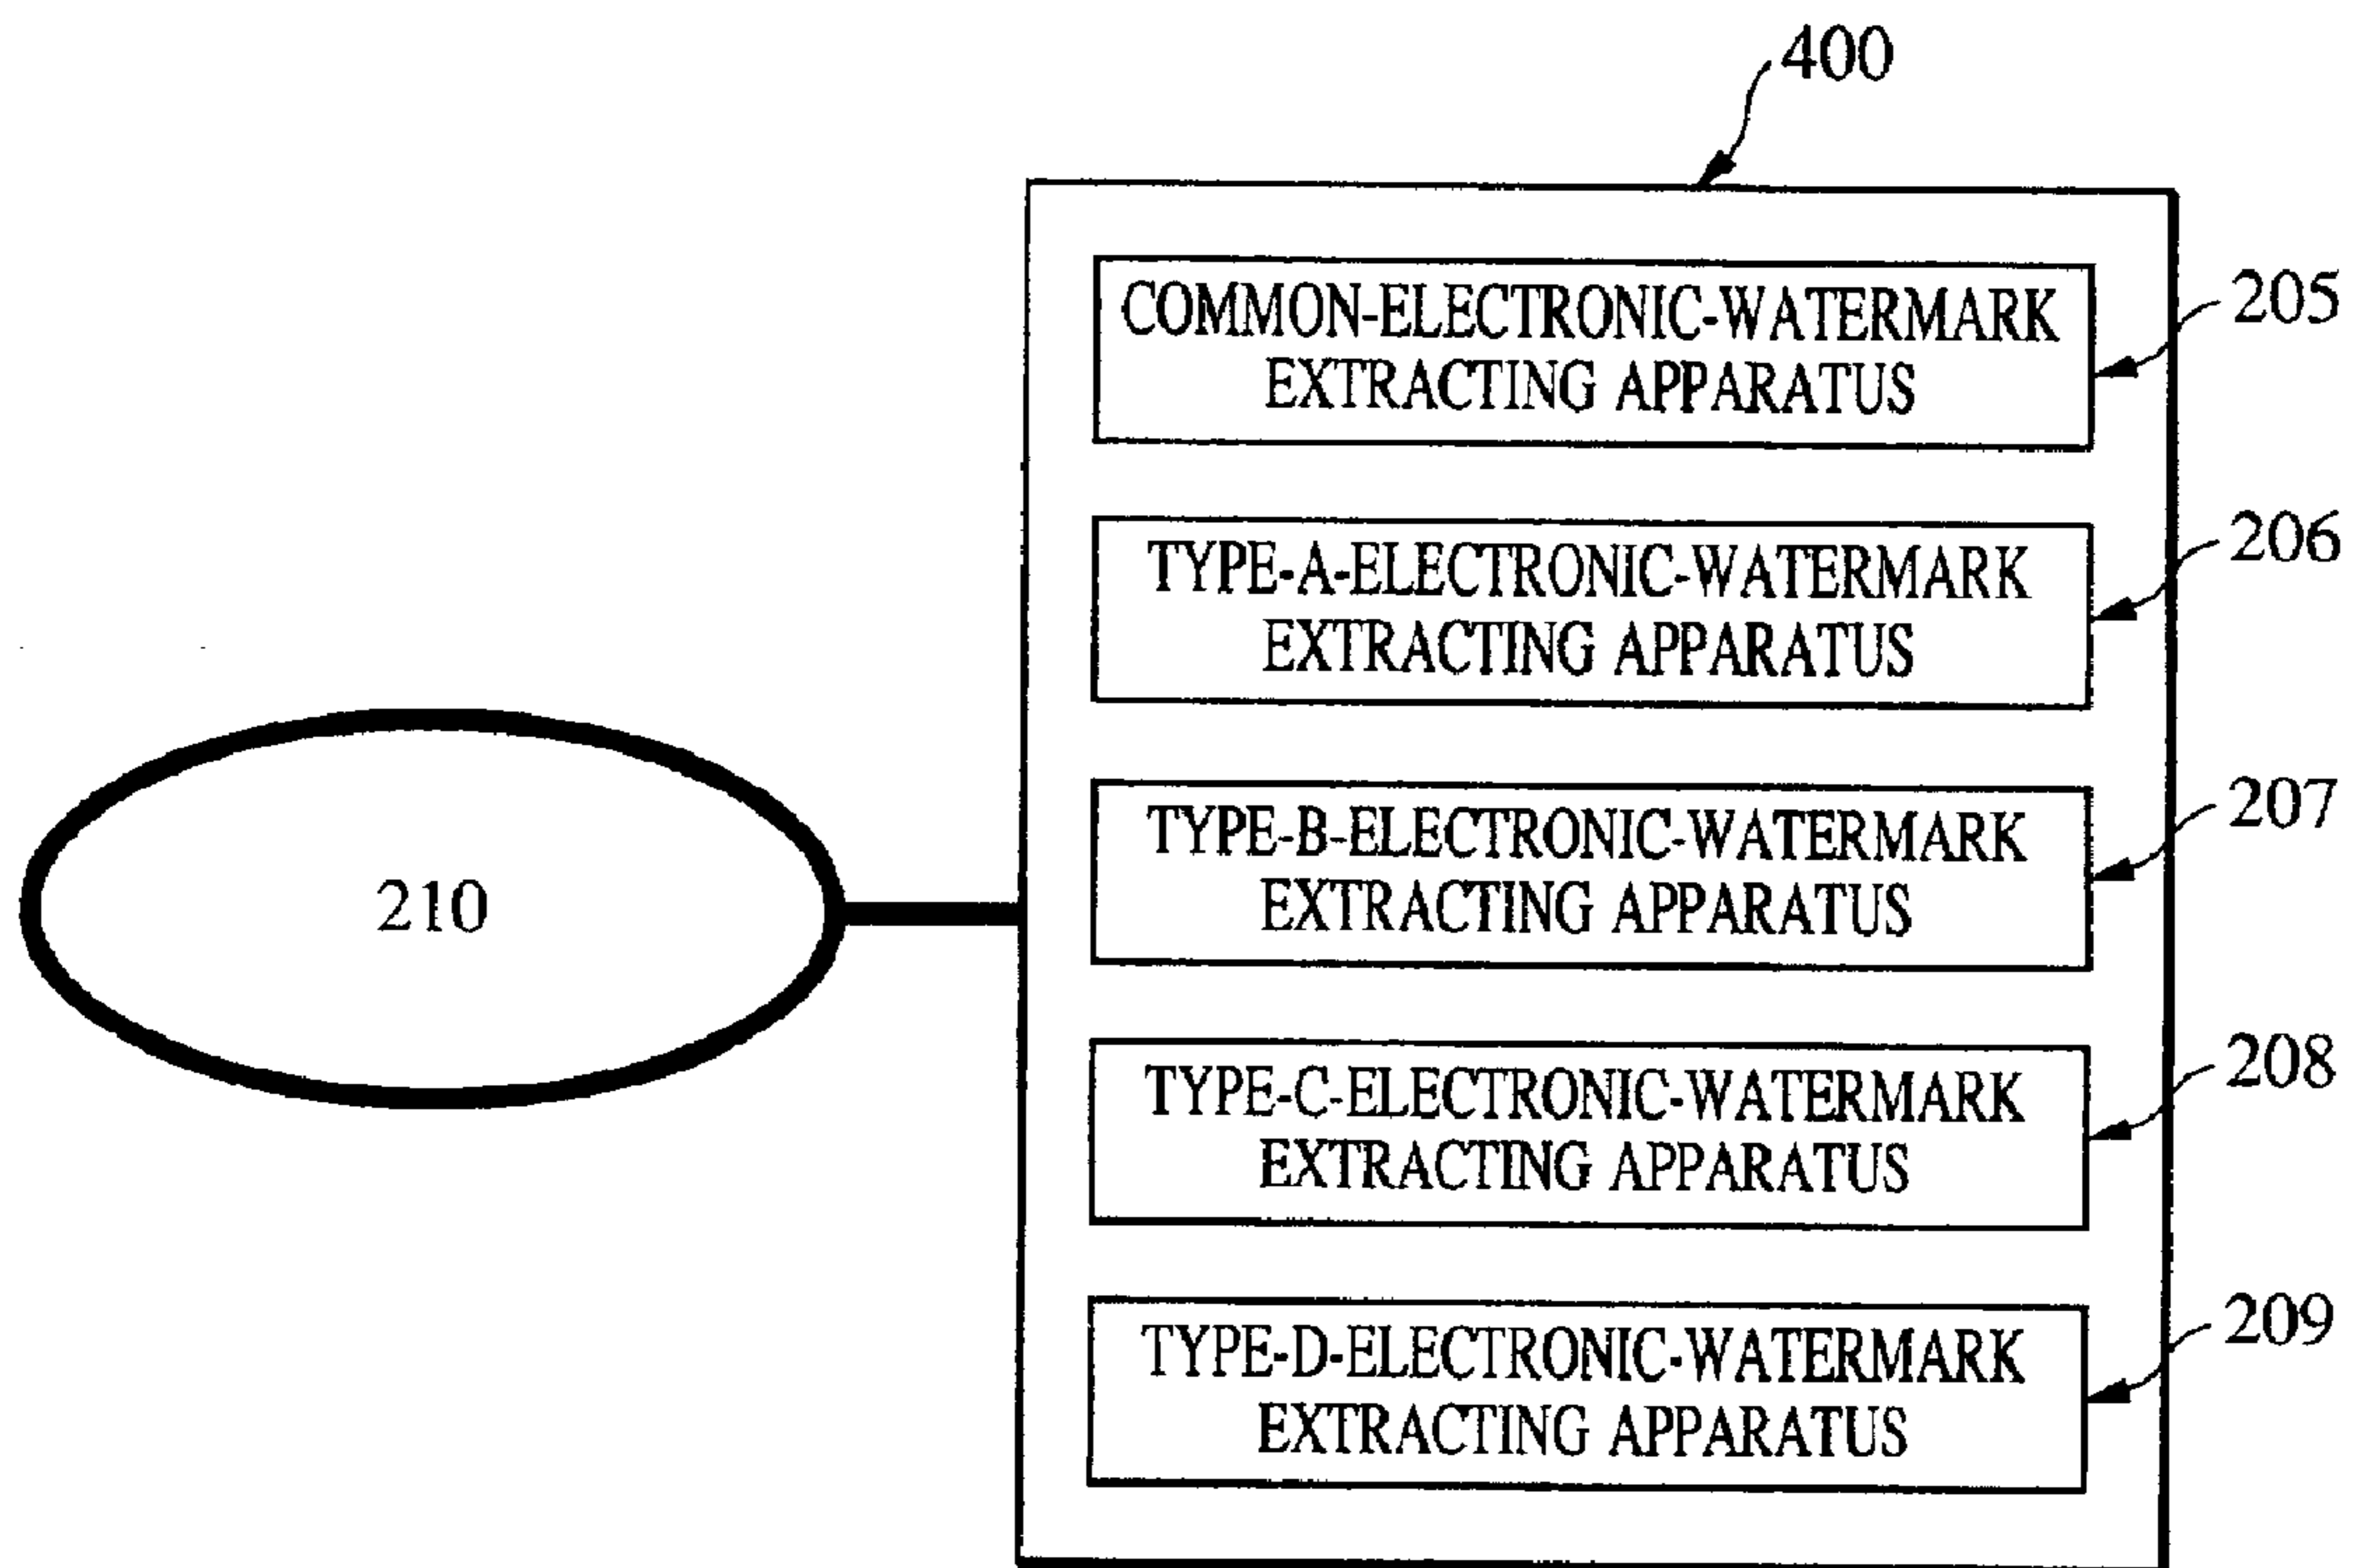 400
COMMON-ELECTRONIC-WATERMARK
EXTRACTING APPARATUS
205
TYPE-A-ELECTRONIC-WATERMARK
EXTRACTING APPARATUS
206
TYPE-B-ELECTRONIC-WATERMARK
EXTRACTING APPARATUS
207
210
TYPE-C-ELECTRONIC-WATERMARK
EXTRACTING APPARATUS
208
TYPE-D-ELECTRONIC-WATERMARK
EXTRACTING APPARATUS
209